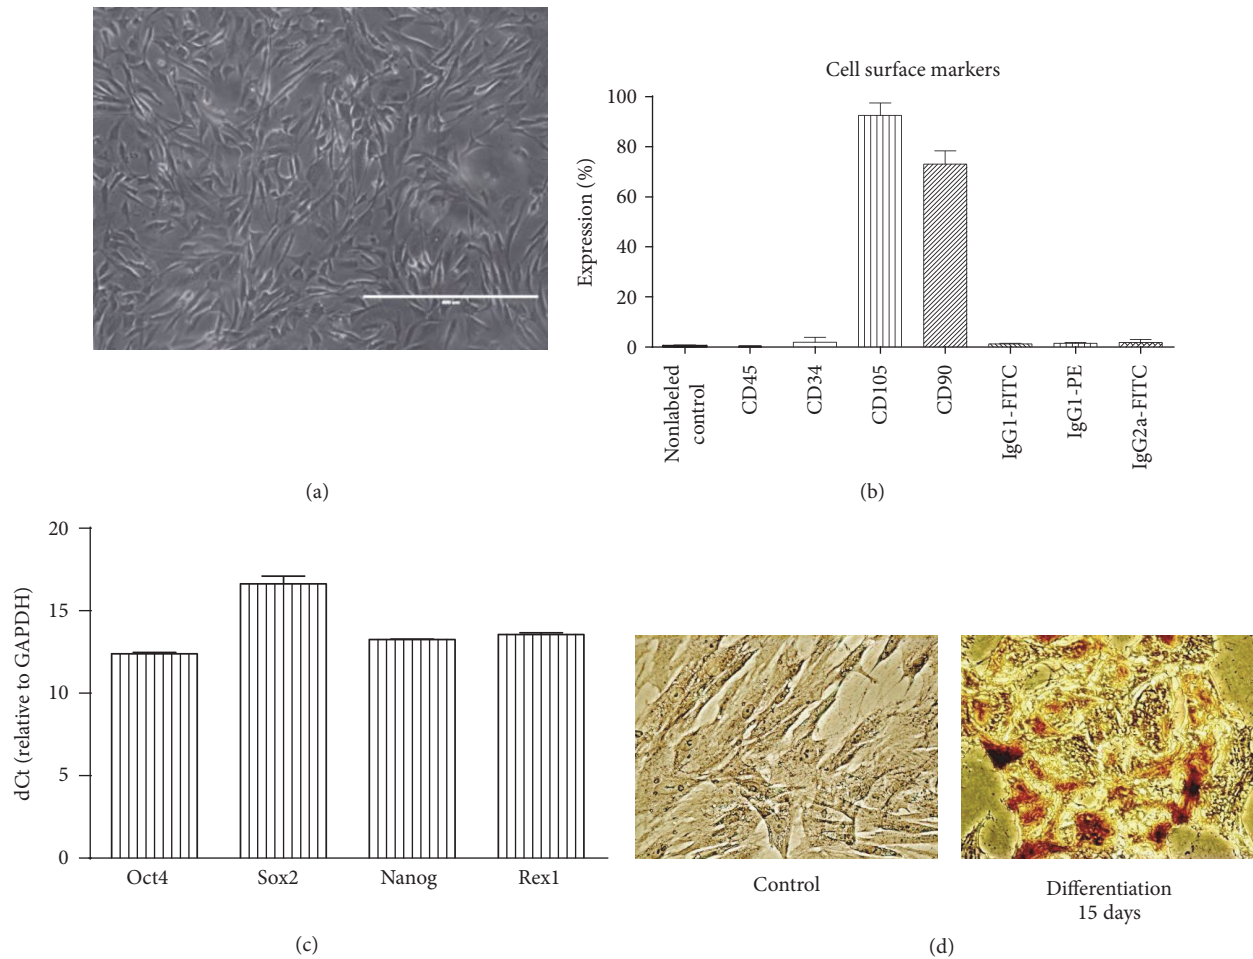 Cell surface markers
Expression (%)
100
80
60
40
20
0
Nonlabeled
control
CD45
CD34
CD105
CD90
IgG1-FITC
IgG1-PE
IgG2a-FITC
(a)
(b)
dCt (relative to GAPDH)
20
15
10
5
0
Oct4
Sox2
Nanog
Rex1
(c)
Control
Differentiation
15 days
(d)